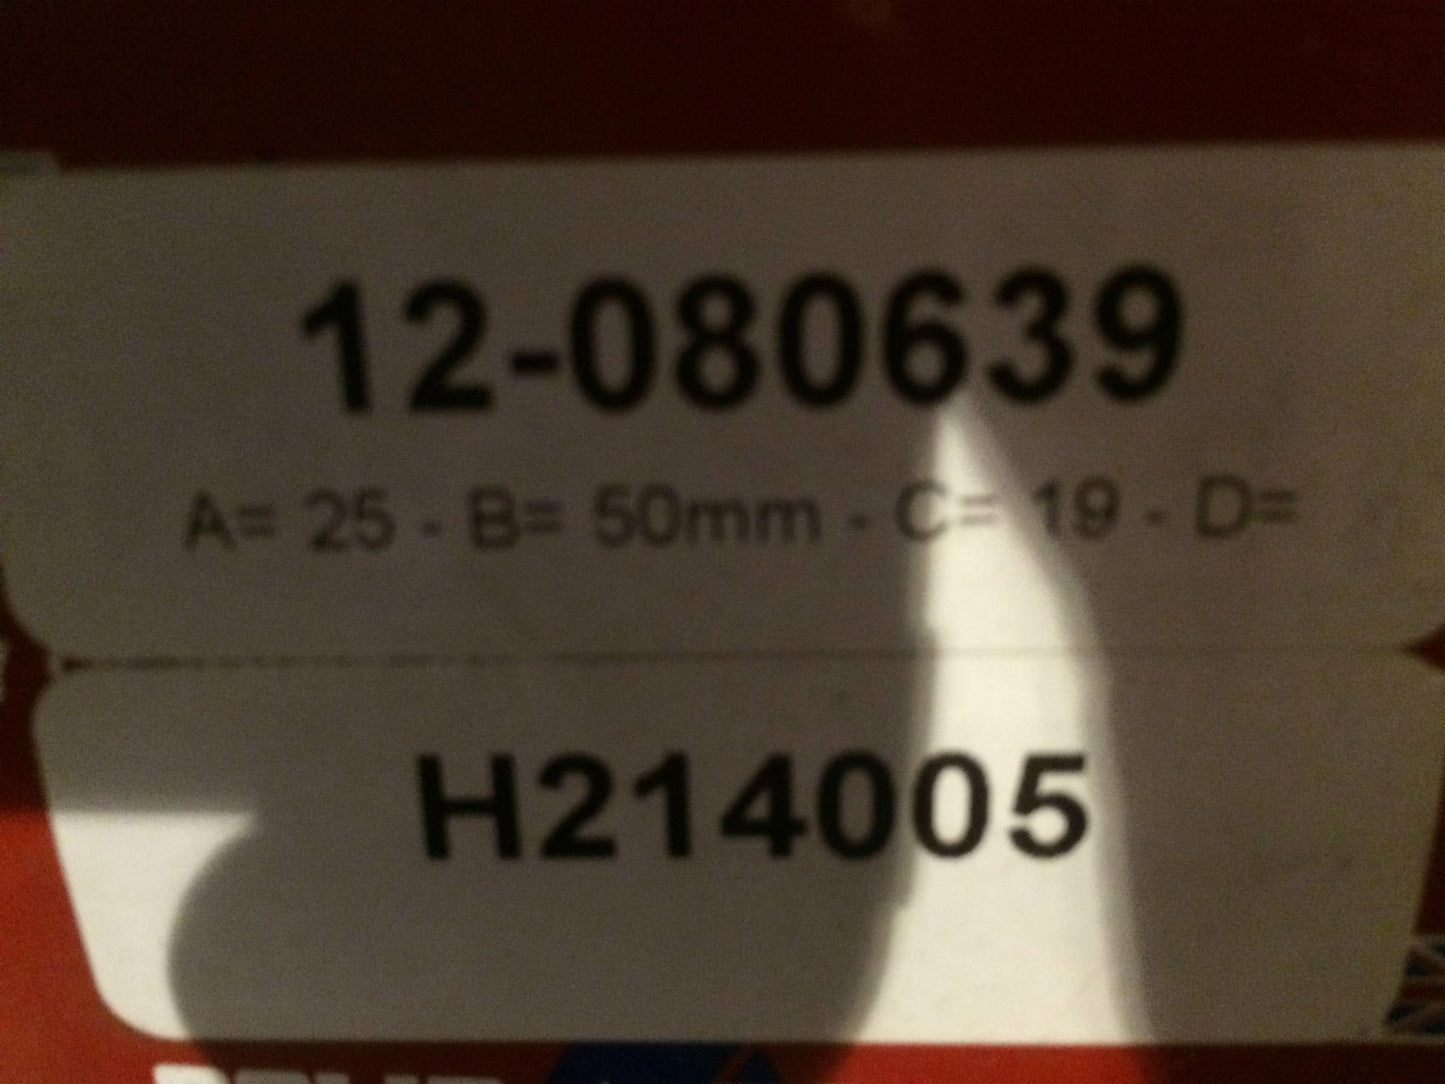 12-080639
A= 25 - B= 50mm - C= 19 - D=
H214005